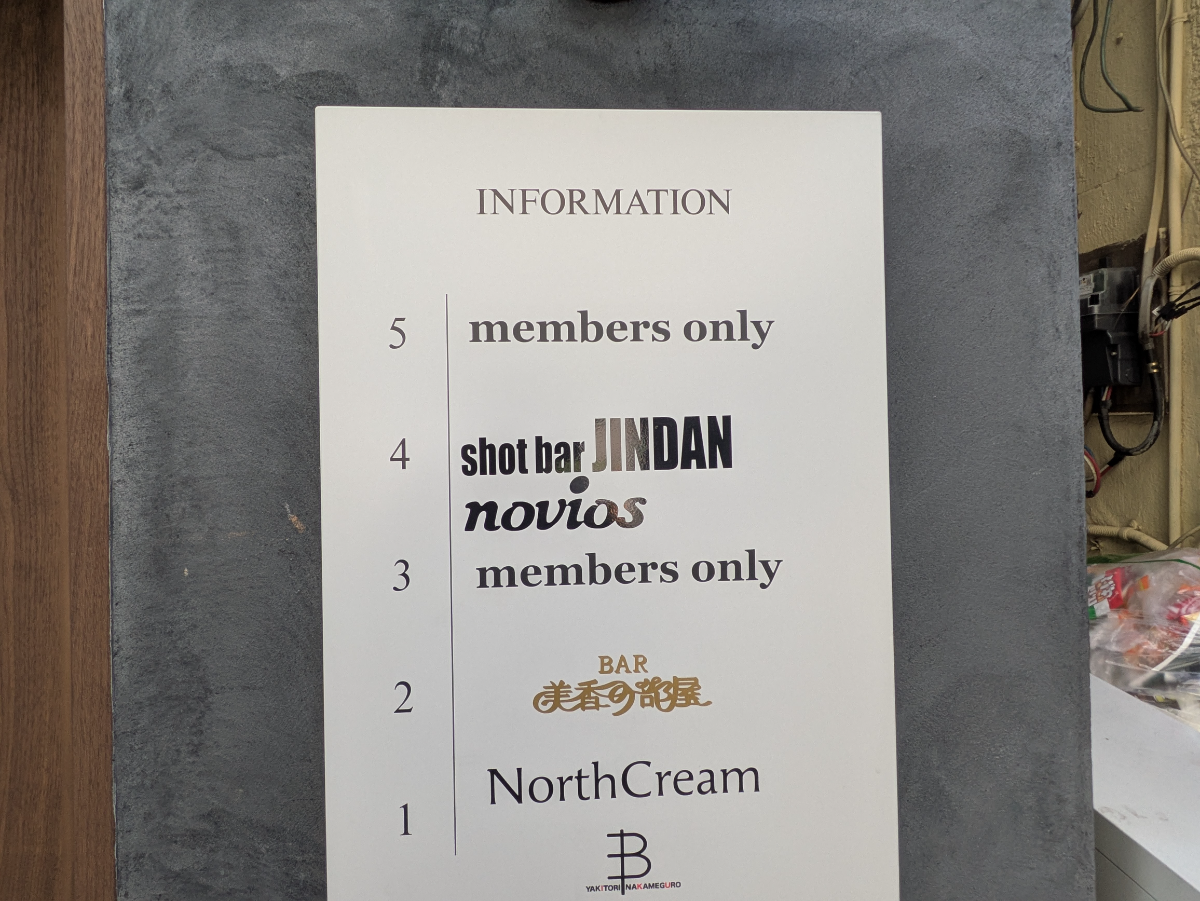 INFORMATION
5 members only
4 shot bar JINDAN
novios
3 members only
BAR
2 美香の部屋
NorthCream
1
B
YAKITORI NAKAMEGURO